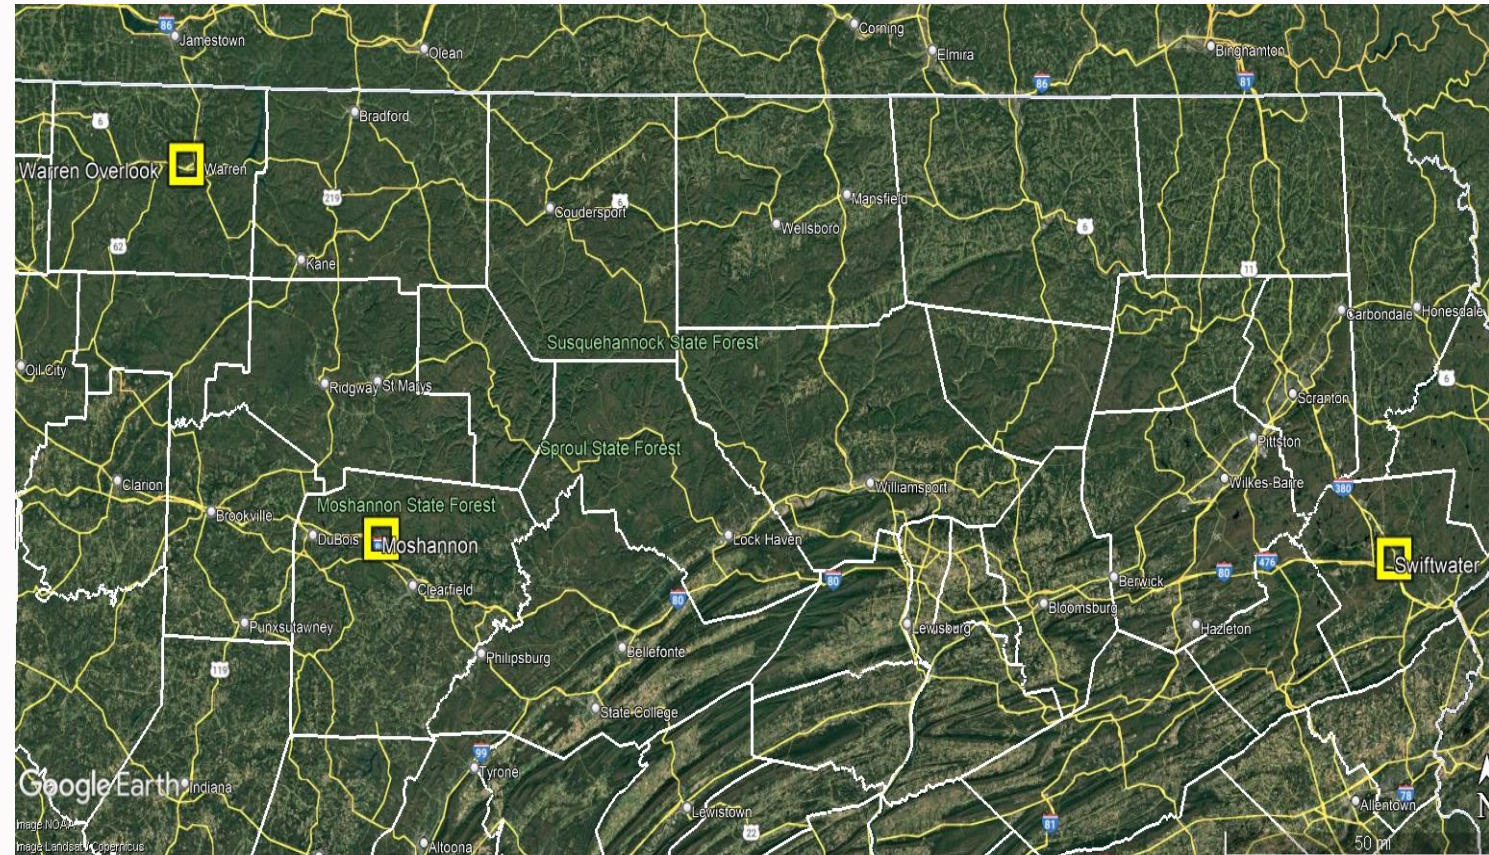 86
Jamestown
Olean
Corning
Elmira
86
Binghamton
81
6
Bradford
Warren Overlook
Warren
219
Coudersport
6
Mansfield
Wellsboro
6
62
Kane
11
Carbondale
Honesdale
Susquehannock State Forest
Oil City
Ridgway
St Marys
6
Scranton
Sproul State Forest
Pittston
Clarion
Williamsport
Wilkes-Barre
380
Moshannon State Forest
Brookville
DuBois
Moshannon
Lock Haven
80
476
80
Swiftwater
Clearfield
80
Berwick
Bloomsburg
Punxsutawney
Lewisburg
Hazleton
Philipsburg
Bellefonte
119
State College
99
Tyrone
Google Earth
Indiana
78
Allentown
N
Lewistown
Image NOAA
22
81
50 mi
Image Landsat / Copernicus
Altoona